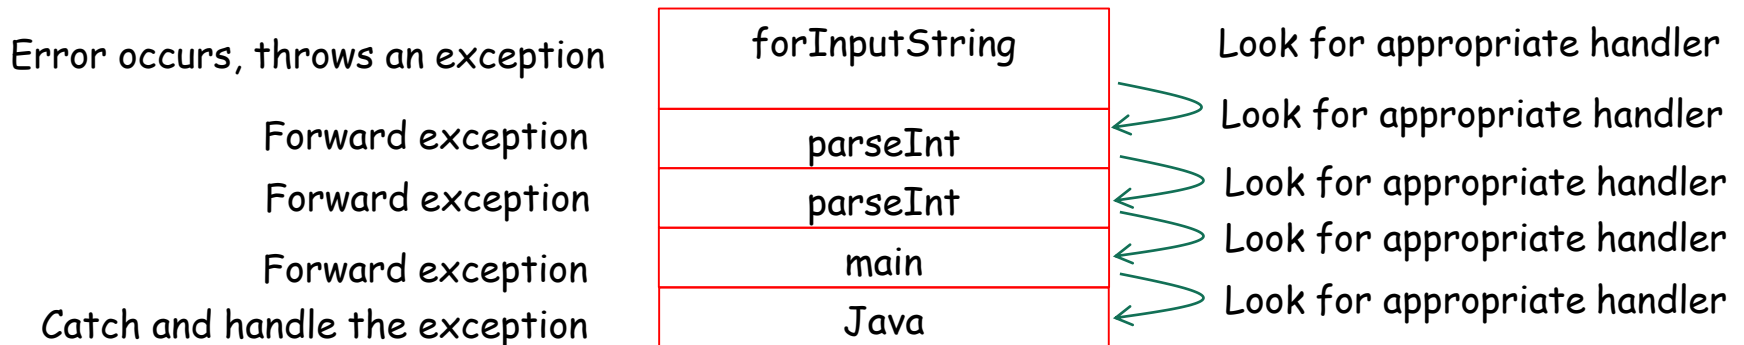 Error occurs, throws an exception forInputString Look for appropriate handler
Forward exception parseInt Look for appropriate handler
Forward exception parseInt Look for appropriate handler
Forward exception main Look for appropriate handler
Catch and handle the exception Java Look for appropriate handler